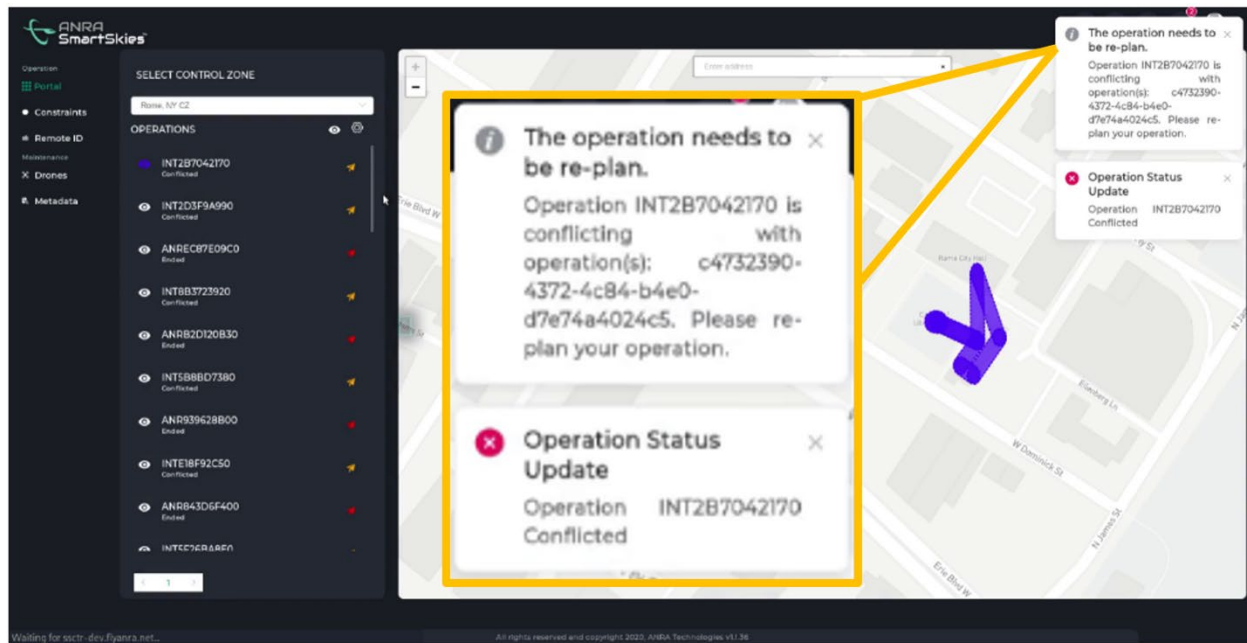 ANRA
SmartSkies
Operation
Portal
Constraints
Remote ID
Maintenance
Drones
Metadata
SELECT CONTROL ZONE
Rome, NY CZ
OPERATIONS
INT2B7042170
Conflicted
INT2D3F9A990
Conflicted
ANREC87E09C0
Ended
INT8B3723920
Conflicted
ANRB2D120B30
Ended
INT5B8BD7380
Conflicted
ANR939628B00
Ended
INTE18F92C50
Conflicted
ANR843D6F400
Ended
1
Enter address
Erie Blvd W
The operation needs to
be re-plan.
Operation INT2B7042170 is
conflicting with
operation(s): c4732390-
4372-4c84-b4e0-
d7e74a4024c5. Please re-
plan your operation.
Operation Status
Update
Operation INT2B7042170
Conflicted
2
The operation needs to
be re-plan.
Operation INT2B7042170 is
conflicting with
operation(s): c4732390-
4372-4c84-b4e0-
d7e74a4024c5. Please re-
plan your operation.
Operation Status
Update
Operation INT2B7042170
Conflicted
Rome City Hall
W Dominick St
N James St
Erie Blvd W
Waiting for ssctr-dev.flyanra.net...
All rights reserved and copyright 2020, ANRA Technologies v1.1.36